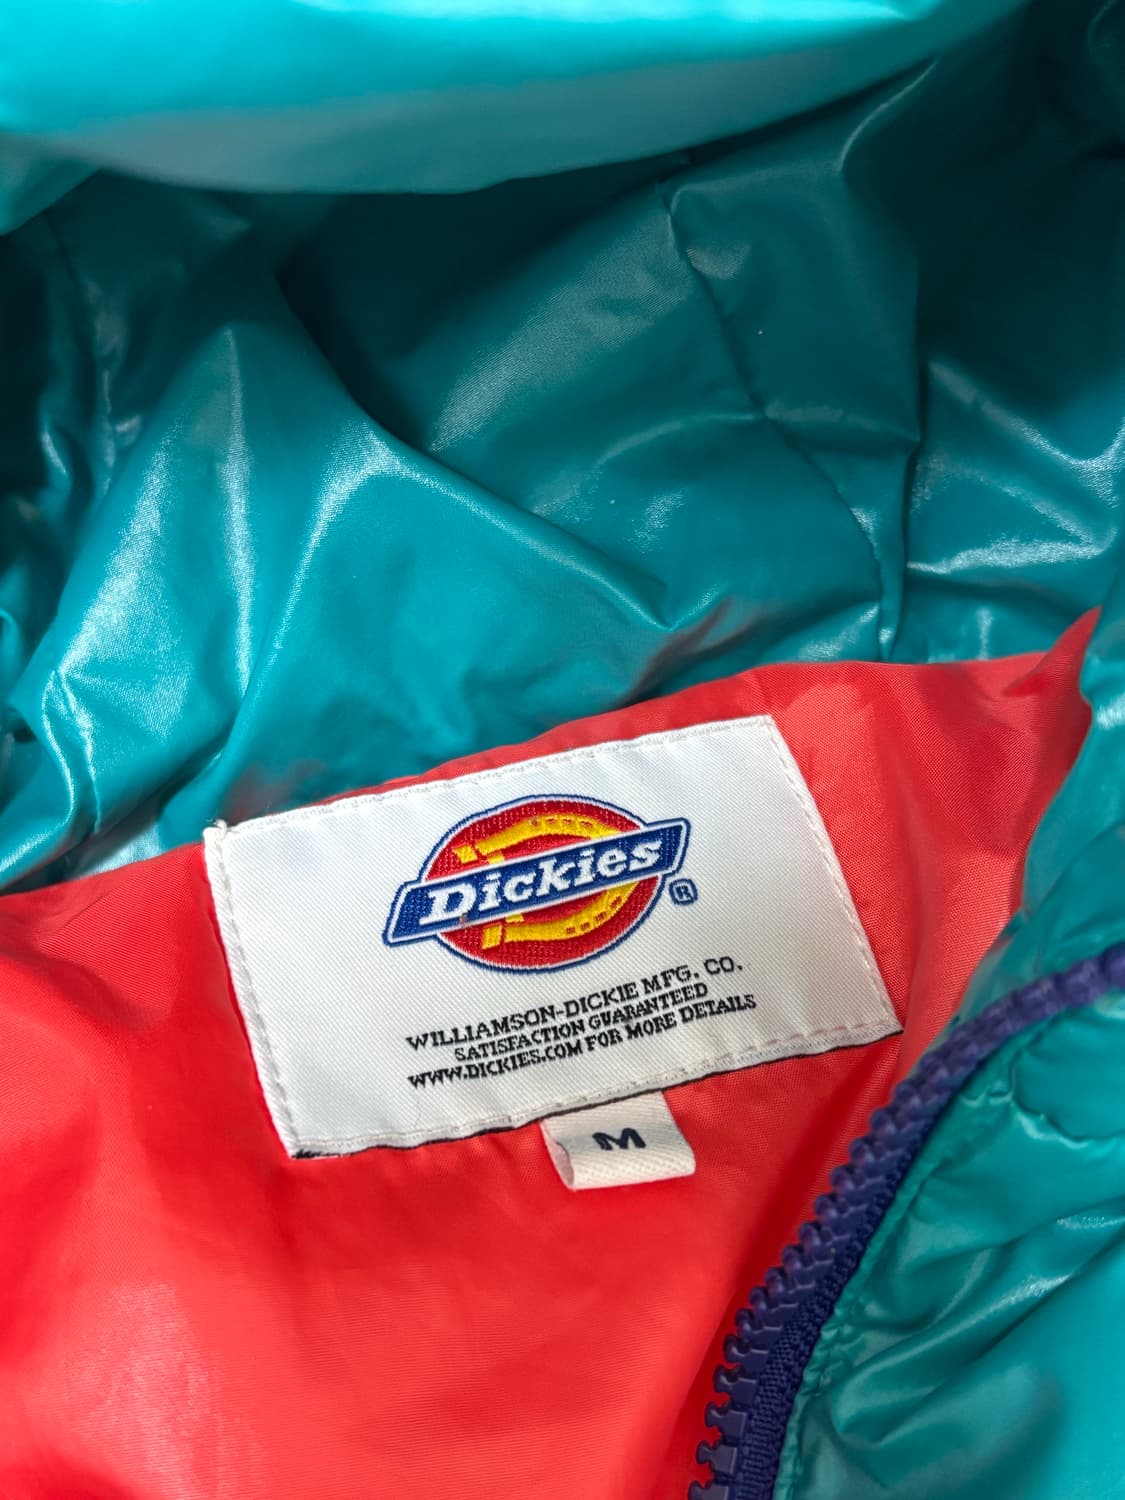 Dickies
®
WILLIAMSON-DICKIE MFG. CO.
SATISFACTION GUARANTEED
WWW.DICKIES.COM FOR MORE DETAILS
M